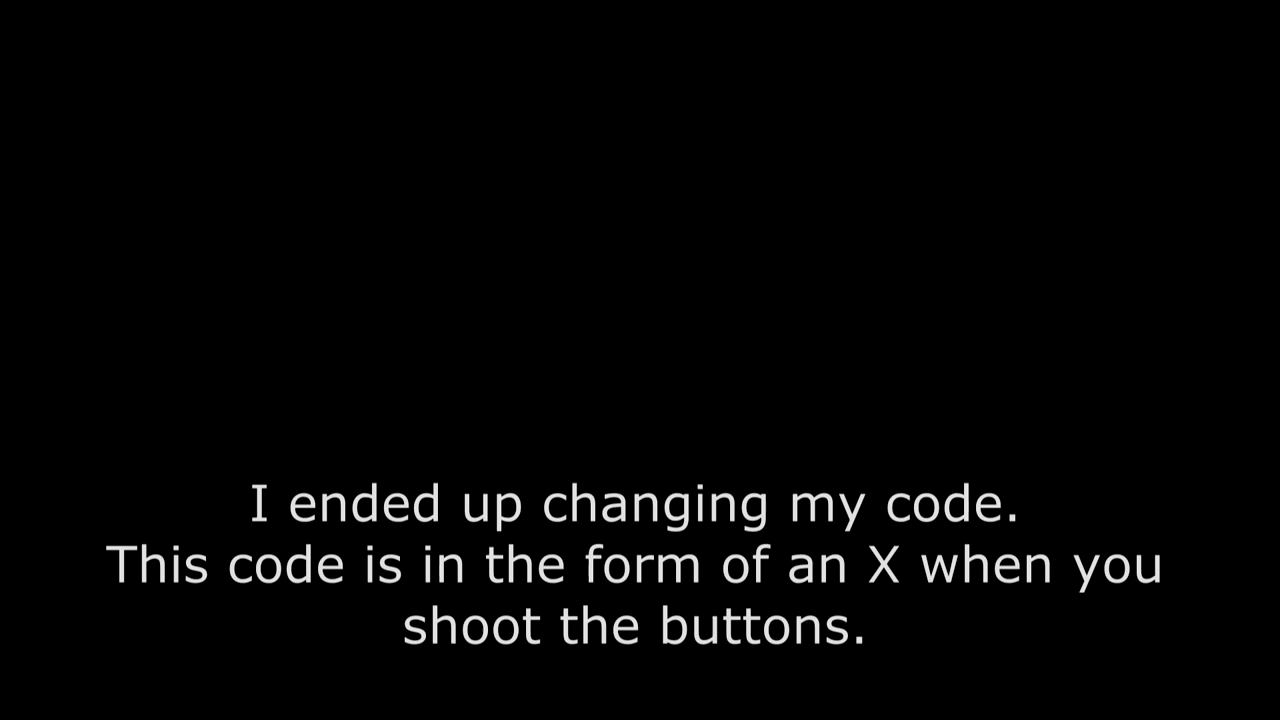 I ended up changing my code.
This code is in the form of an X when you
shoot the buttons.